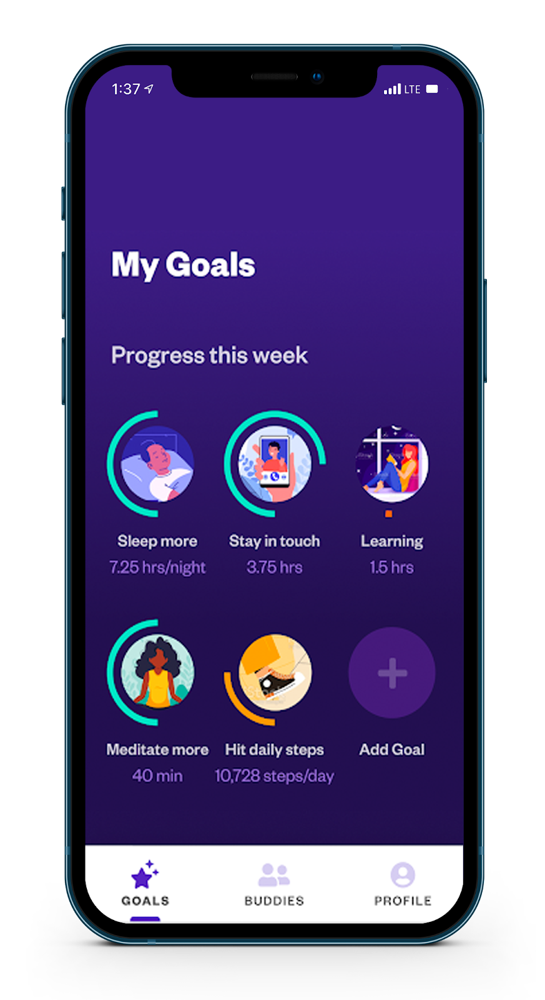 1:37 LTE
My Goals
Progress this week
Sleep more Stay in touch Learning
7.25 hrs/night 3.75 hrs 1.5 hrs
Meditate more Hit daily steps Add Goal
40 min 10,728 steps/day
GOALS BUDDIES PROFILE